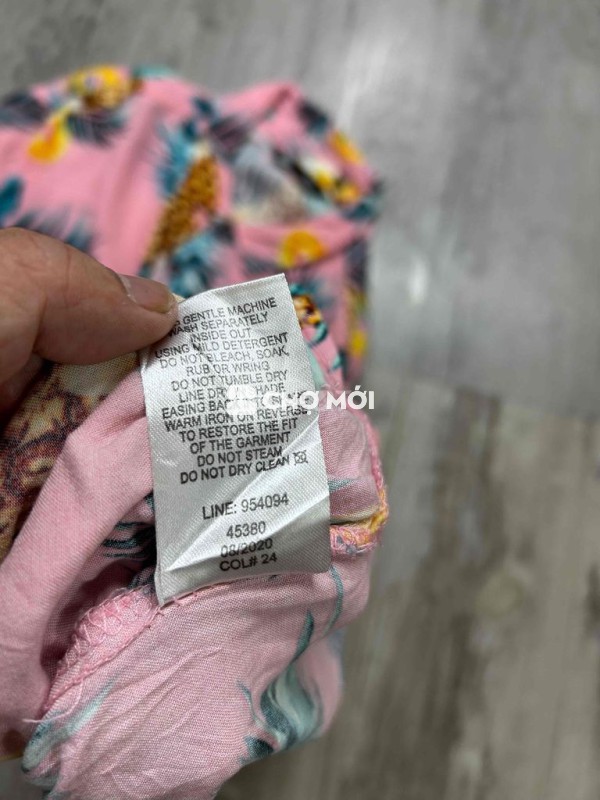 GENTLE MACHINE
WASH SEPARATELY
INSIDE OUT
USING MILD DETERGENT
DO NOT BLEACH, SOAK,
RUB OR WRING
DO NOT TUMBLE DRY
LINE DRY SHADE
EASING BA
WARM IRON ON REVERSE
TO RESTORE THE FIT
OF THE GARMENT
DO NOT STEAM
DO NOT DRY CLEAN
LINE: 954094
45380
08/2020
COL# 24
CHỢ MỚI